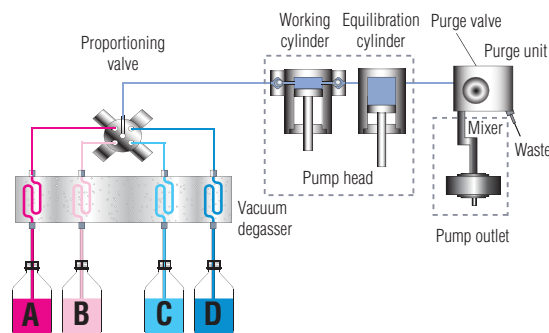 Proportioning
valve
Working
cylinder
Equilibration
cylinder
Purge valve
Purge unit
Mixer
Waste
Pump head
Pump outlet
Vacuum
degasser
A
B
C
D